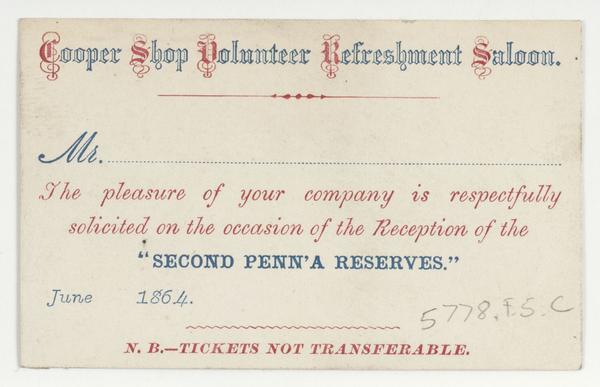 Cooper Shop Volunteer Refreshment Saloon.
Mr.
The pleasure of your company is respectfully
solicited on the occasion of the Reception of the
"SECOND PENN'A RESERVES."
June 1864.
5778.F.5.C
N. B.—TICKETS NOT TRANSFERABLE.